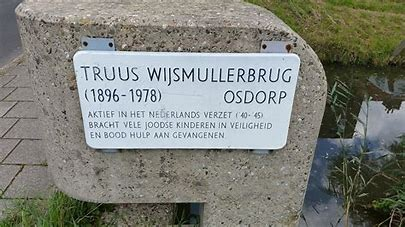 TRUUS WIJSMULLERBRUG
(1896-1978) OSDORP
AKTIEF IN HET NEDERLANDS VERZET ('40-'45)
BRACHT VELE JOODSE KINDEREN IN VEILIGHEID
EN BOOD HULP AAN GEVANGENEN.